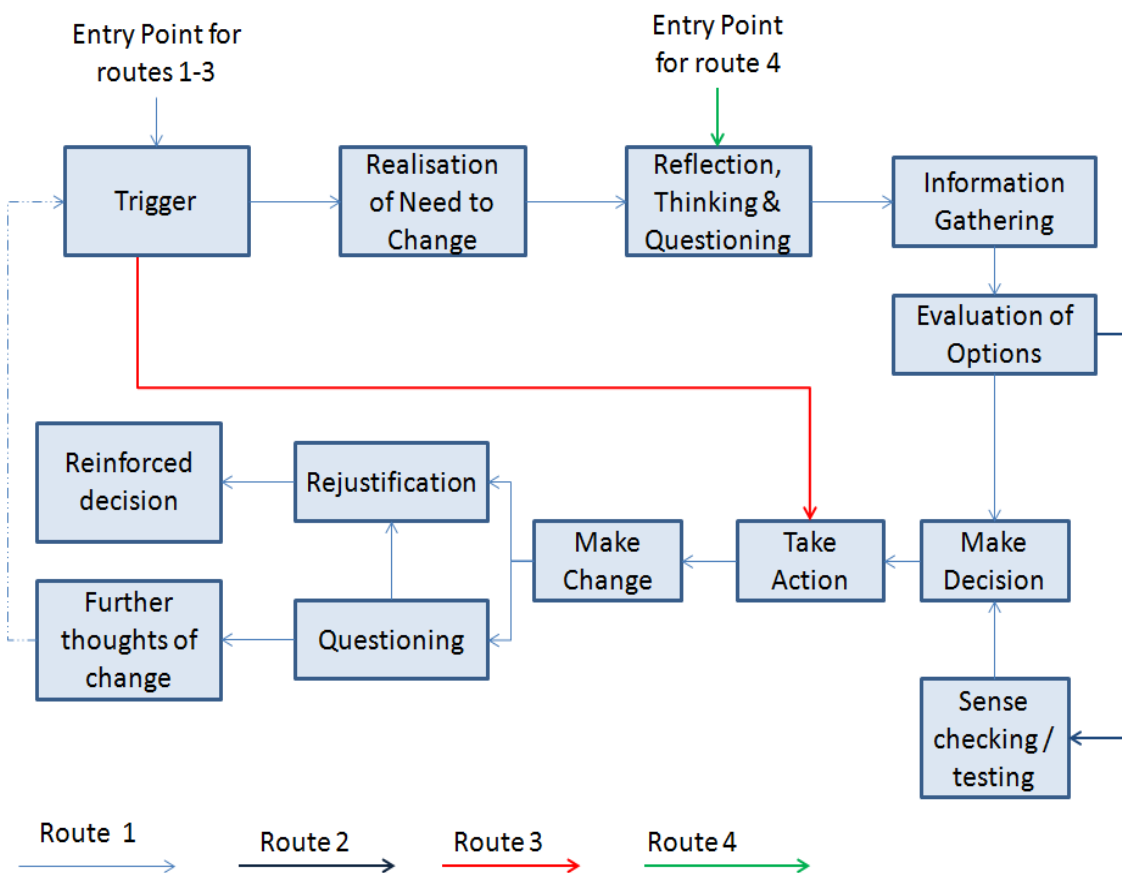 Entry Point for
routes 1-3
Entry Point
for route 4
Trigger
Realisation
of Need to
Change
Reflection,
Thinking &
Questioning
Information
Gathering
Evaluation of
Options
Reinforced
decision
Rejustification
Make
Change
Take
Action
Make
Decision
Further
thoughts of
change
Questioning
Sense
checking /
testing
Route 1
Route 2
Route 3
Route 4